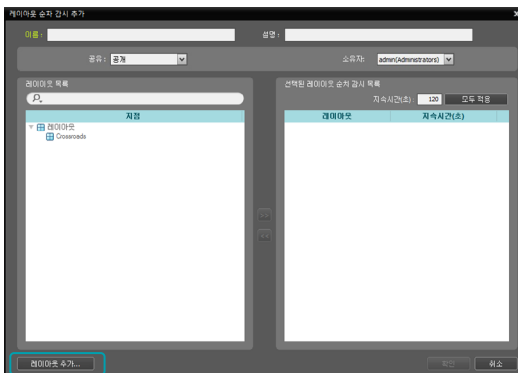 레이아웃 순차 감시 추가
이름 :
설명 :
공유 : 공개
소유자: admin(Administrators)
레이아웃 목록
선택된 레이아웃 순차 감시 목록
지속시간(초) 120 모두 적용
지점
레이아웃 지속시간(초)
레이아웃
Crossroads
레이아웃 추가...
확인 취소